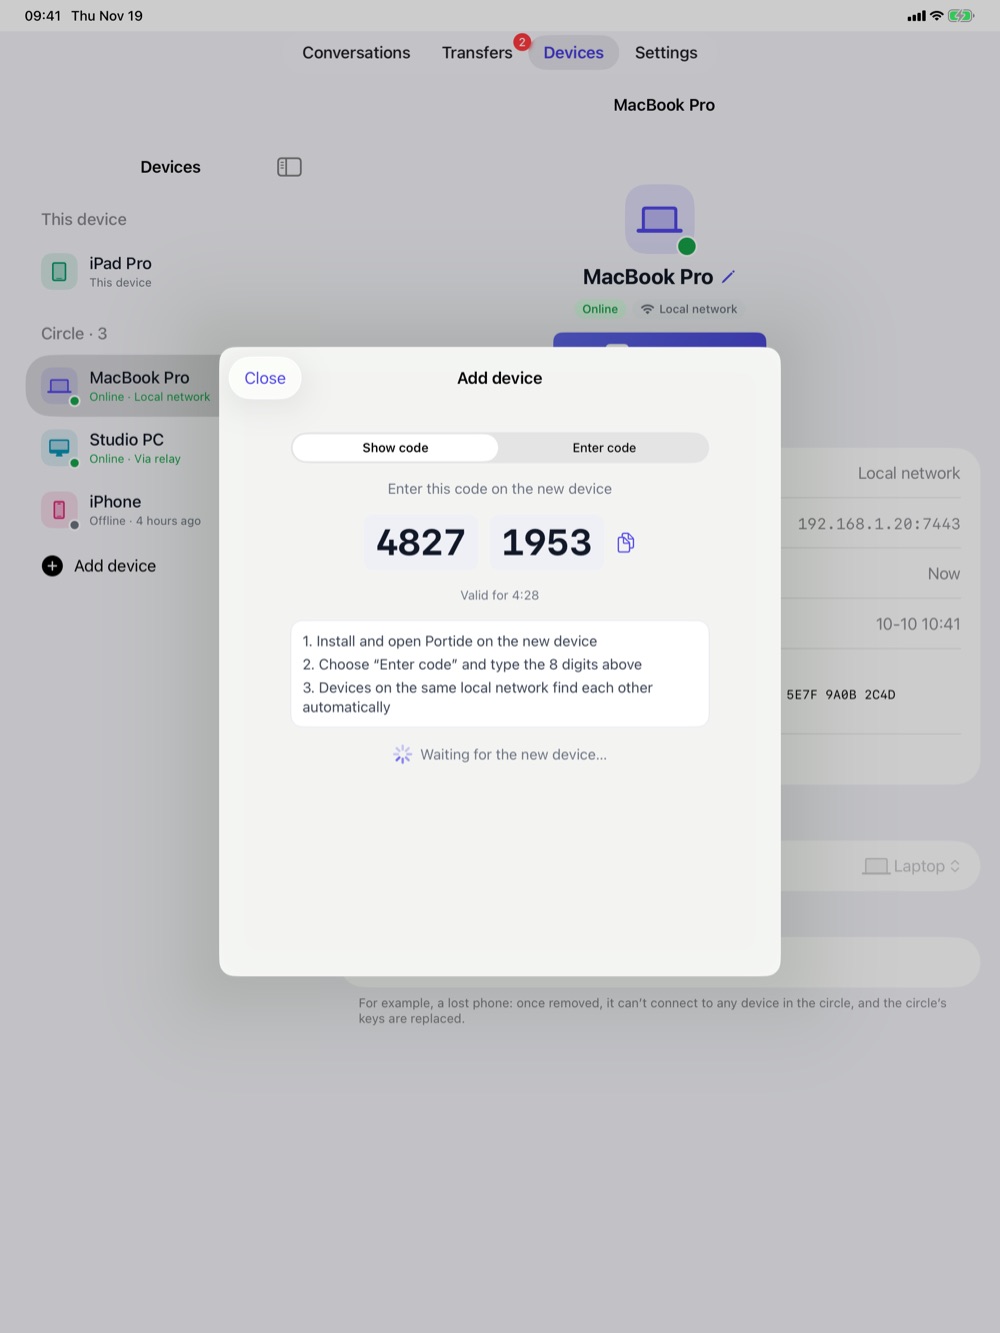 09:41 Thu Nov 19
Conversations
Transfers
2
Devices
Settings
MacBook Pro
Devices
This device
iPad Pro
This device
Circle · 3
MacBook Pro
Online · Local network
Studio PC
Online · Via relay
iPhone
Offline · 4 hours ago
Add device
MacBook Pro
Online
Local network
Close
Add device
Show code
Enter code
Enter this code on the new device
4827 1953
Valid for 4:28
1. Install and open Portide on the new device
2. Choose “Enter code” and type the 8 digits above
3. Devices on the same local network find each other
automatically
Waiting for the new device...
Local network
192.168.1.20:7443
Now
10-10 10:41
5E7F 9A0B 2C4D
Laptop
For example, a lost phone: once removed, it can’t connect to any device in the circle, and the circle’s
keys are replaced.